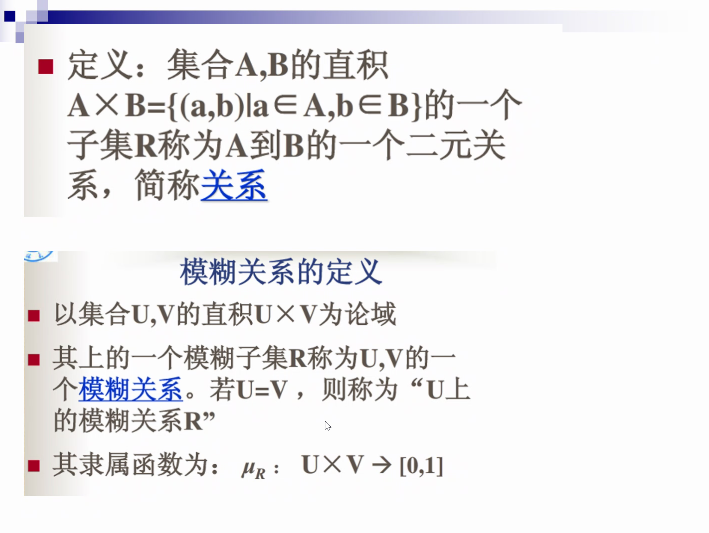 定义：集合A,B的直积
A×B={(a,b)|a∈A,b∈B}的一个
子集R称为A到B的一个二元关
系，简称关系
模糊关系的定义
以集合U,V的直积U×V为论域
其上的一个模糊子集R称为U,V的一
个模糊关系。若U=V ，则称为“U上
的模糊关系R”
其隶属函数为： μR ： U×V → [0,1]